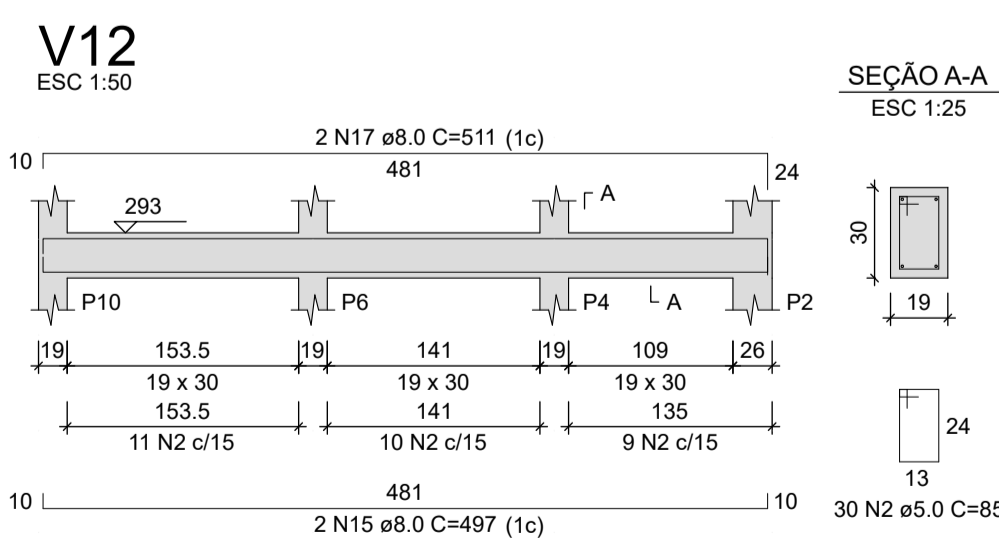 V12
ESC 1:50
SEÇÃO A-A
ESC 1:25
2 N17 ø8.0 C=511 (1c)
10
481
24
A
293
30
P10
P6
P4
A
P2
19
19
153.5
19
141
19
109
26
19 x 30
19 x 30
19 x 30
153.5
141
135
11 N2 c/15
10 N2 c/15
9 N2 c/15
24
13
10
481
10
30 N2 ø5.0 C=85
2 N15 ø8.0 C=497 (1c)